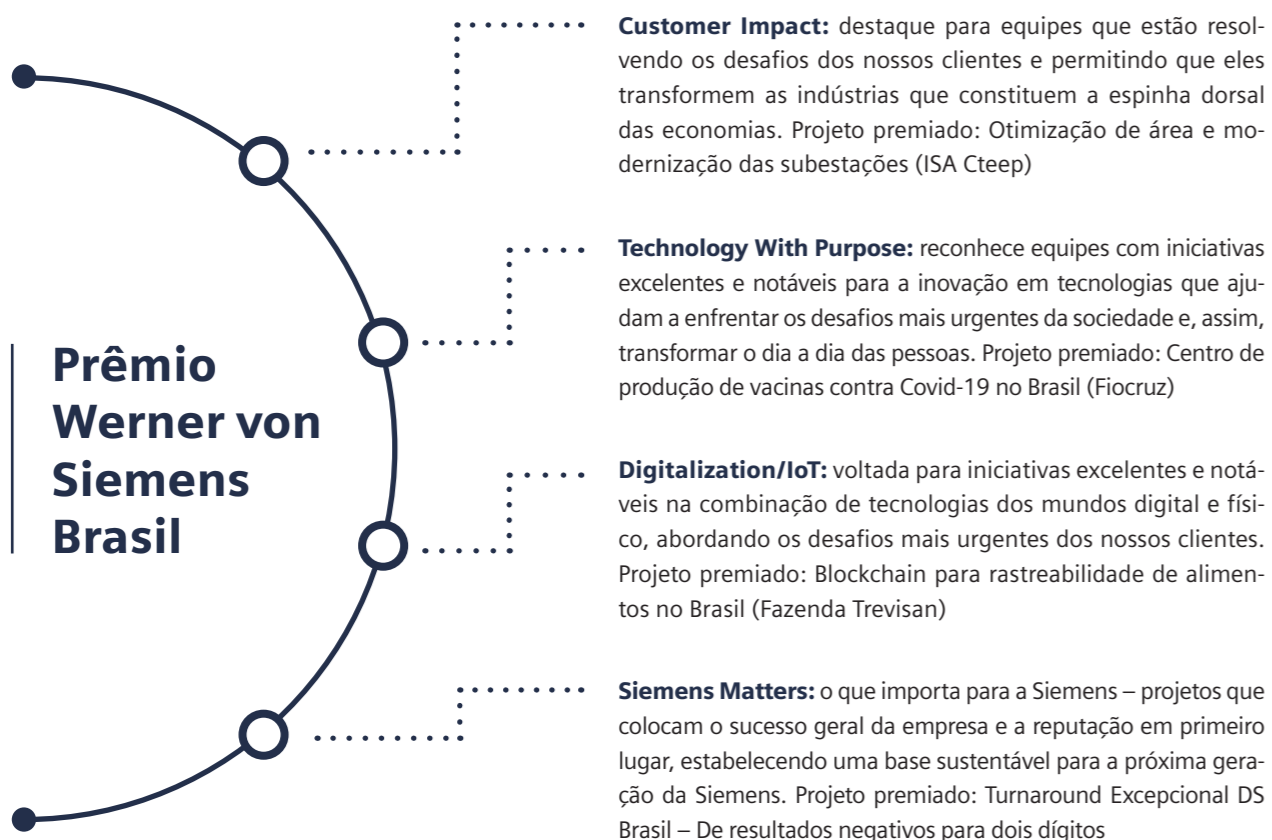 Prêmio
Werner von
Siemens
Brasil
Customer Impact: destaque para equipes que estão resol-
vendo os desafios dos nossos clientes e permitindo que eles
transformem as indústrias que constituem a espinha dorsal
das economias. Projeto premiado: Otimização de área e mo-
dernização das subestações (ISA Cteep)
Technology With Purpose: reconhece equipes com iniciativas
excelentes e notáveis para a inovação em tecnologias que aju-
dam a enfrentar os desafios mais urgentes da sociedade e, assim,
transformar o dia a dia das pessoas. Projeto premiado: Centro de
produção de vacinas contra Covid-19 no Brasil (Fiocruz)
Digitalization/IoT: voltada para iniciativas excelentes e notá-
veis na combinação de tecnologias dos mundos digital e físi-
co, abordando os desafios mais urgentes dos nossos clientes.
Projeto premiado: Blockchain para rastreabilidade de alimen-
tos no Brasil (Fazenda Trevisan)
Siemens Matters: o que importa para a Siemens – projetos que
colocam o sucesso geral da empresa e a reputação em primeiro
lugar, estabelecendo uma base sustentável para a próxima gera-
ção da Siemens. Projeto premiado: Turnaround Excepcional DS
Brasil – De resultados negativos para dois dígitos